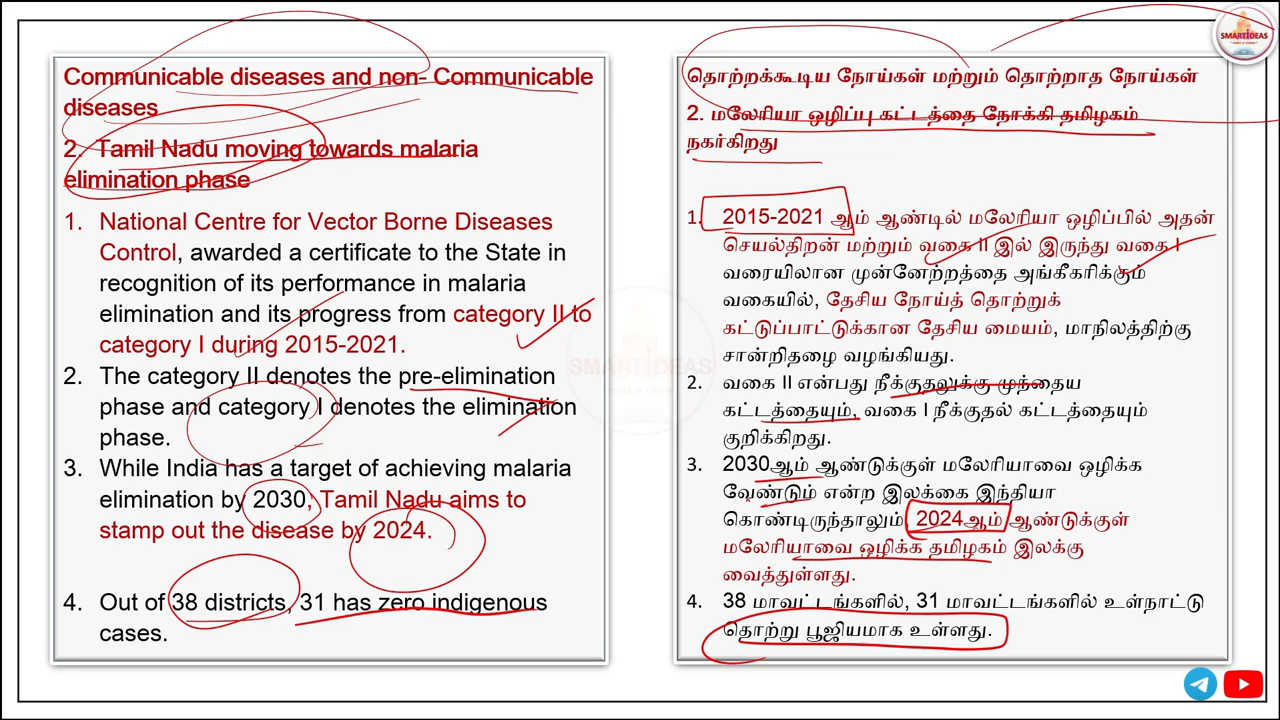 SMARTIDEAS
Communicable diseases and non- Communicable
diseases
2. Tamil Nadu moving towards malaria
elimination phase
1. National Centre for Vector Borne Diseases
Control, awarded a certificate to the State in
recognition of its performance in malaria
elimination and its progress from category II to
category I during 2015-2021.
2. The category II denotes the pre-elimination
phase and category I denotes the elimination
phase.
3. While India has a target of achieving malaria
elimination by 2030, Tamil Nadu aims to
stamp out the disease by 2024.
4. Out of 38 districts, 31 has zero indigenous
cases.
தொற்றக்கூடிய நோய்கள் மற்றும் தொற்றாத நோய்கள்
2. மலேரியா ஒழிப்பு கட்டத்தை நோக்கி தமிழகம்
நகர்கிறது
1. 2015-2021 ஆம் ஆண்டில் மலேரியா ஒழிப்பில் அதன்
செயல்திறன் மற்றும் வகை II இல் இருந்து வகை I
வரையிலான முன்னேற்றத்தை அங்கீகரிக்கும்
வகையில், தேசிய நோய்த் தொற்றுக்
கட்டுப்பாட்டுக்கான தேசிய மையம், மாநிலத்திற்கு
சான்றிதழை வழங்கியது.
2. வகை II என்பது நீக்குதலுக்கு முந்தைய
கட்டத்தையும், வகை I நீக்குதல் கட்டத்தையும்
குறிக்கிறது.
3. 2030ஆம் ஆண்டுக்குள் மலேரியாவை ஒழிக்க
வேண்டும் என்ற இலக்கை இந்தியா
கொண்டிருந்தாலும், 2024ஆம் ஆண்டுக்குள்
மலேரியாவை ஒழிக்க தமிழகம் இலக்கு
வைத்துள்ளது.
4. 38 மாவட்டங்களில், 31 மாவட்டங்களில் உள்நாட்டு
தொற்று பூஜியமாக உள்ளது.
SMARTIDEAS